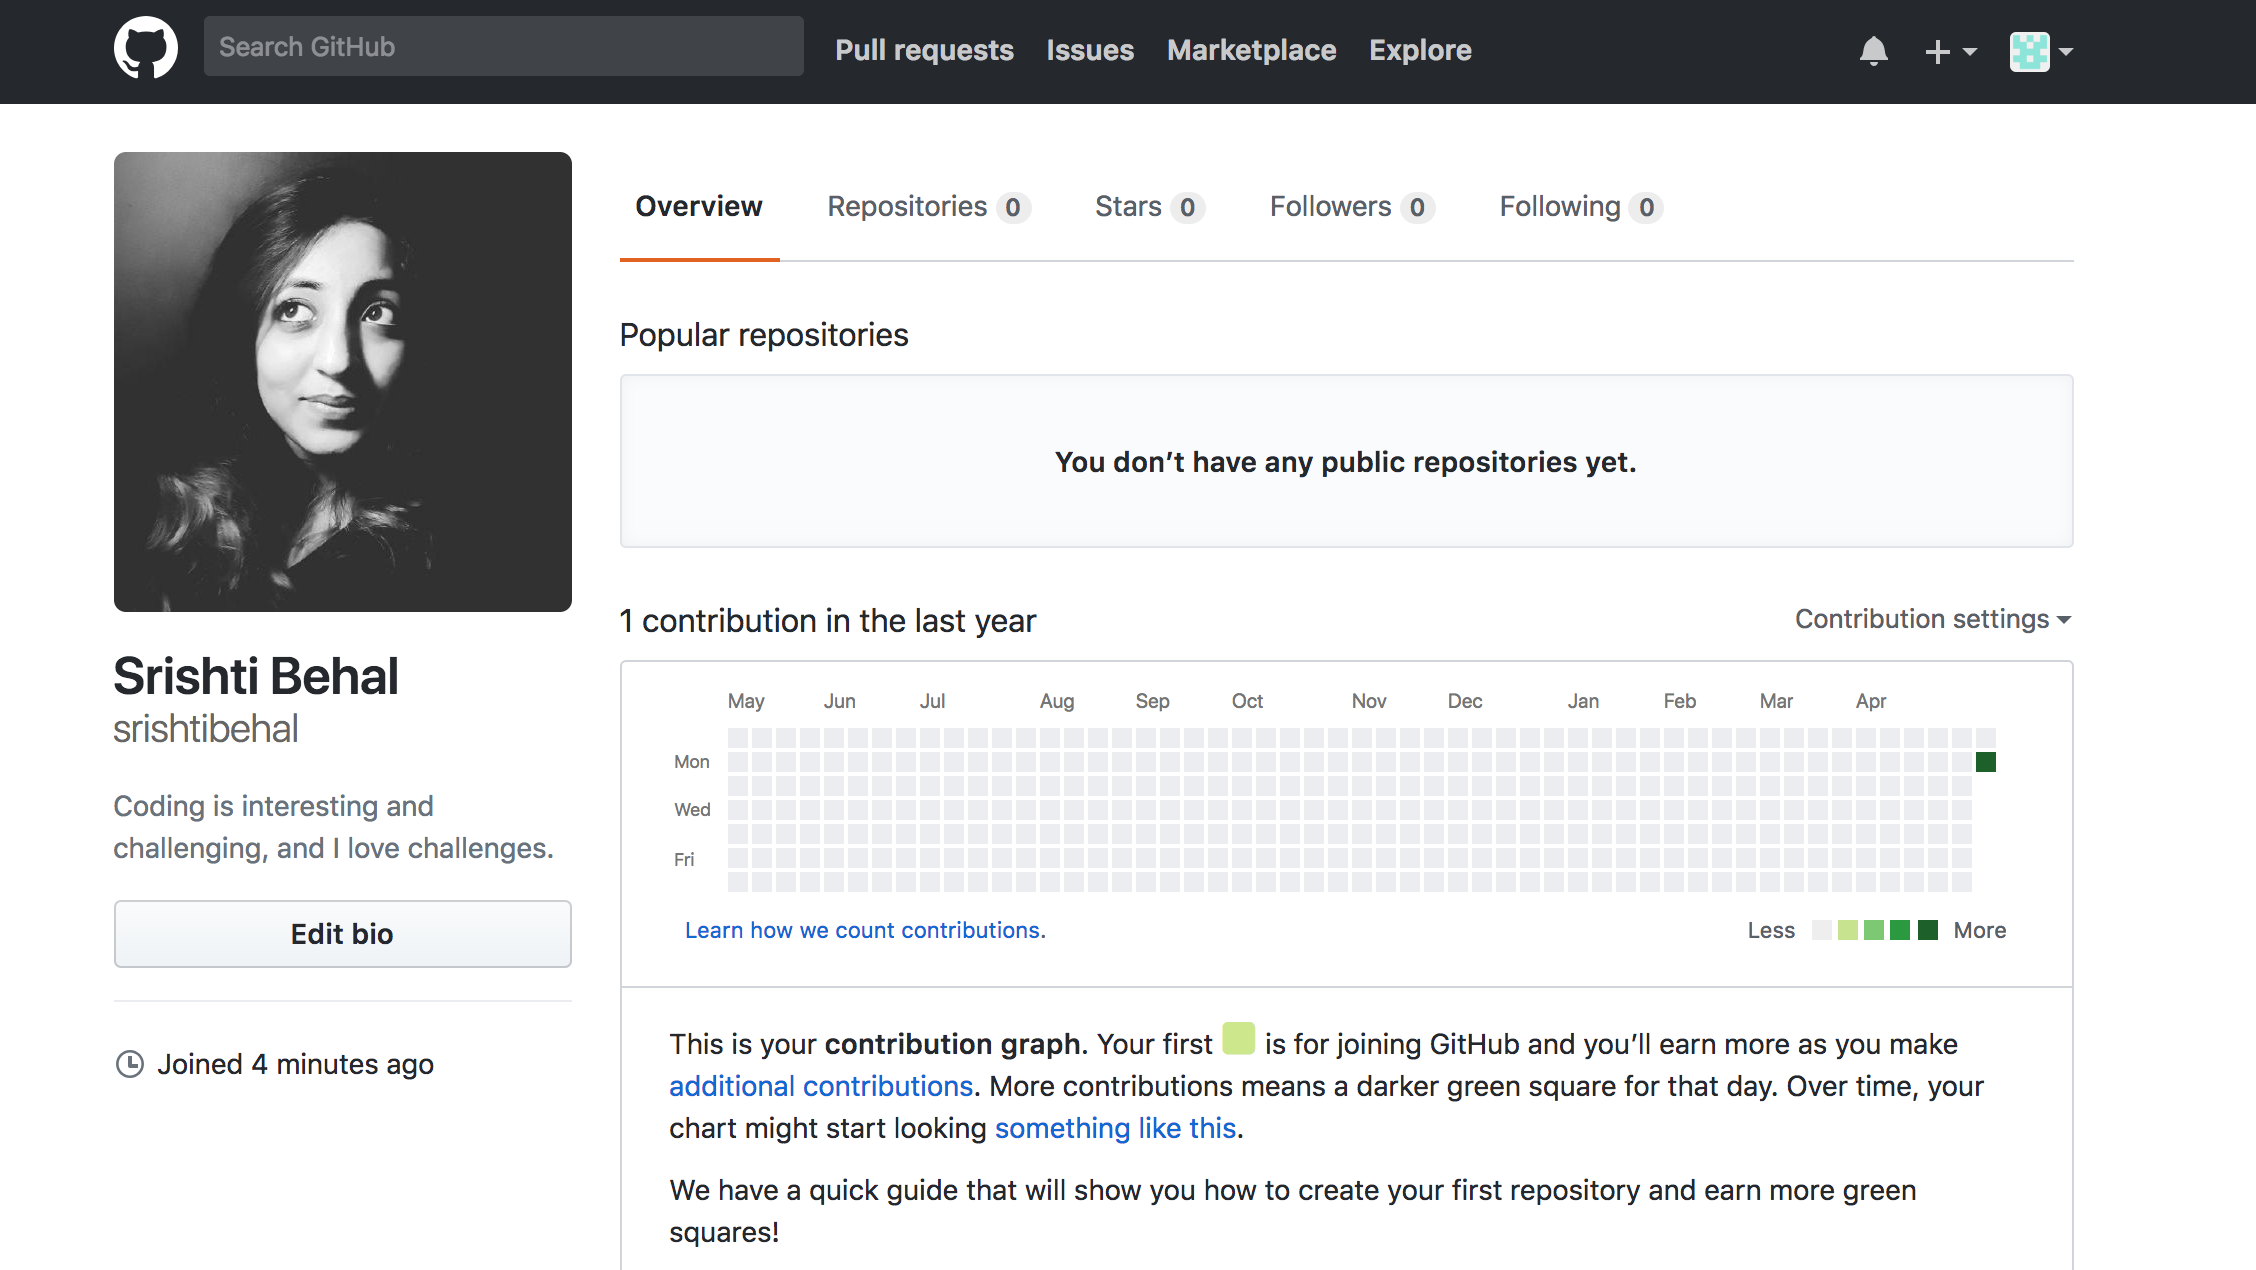 Search GitHub
Pull requests Issues Marketplace Explore
Overview Repositories 0 Stars 0 Followers 0 Following 0
Popular repositories
You don’t have any public repositories yet.
1 contribution in the last year
Contribution settings
May Jun Jul Aug Sep Oct Nov Dec Jan Feb Mar Apr
Mon
Wed
Fri
Learn how we count contributions.
Less More
This is your contribution graph. Your first is for joining GitHub and you’ll earn more as you make
additional contributions. More contributions means a darker green square for that day. Over time, your
chart might start looking something like this.
We have a quick guide that will show you how to create your first repository and earn more green
squares!
Srishti Behal
srishtibehal
Coding is interesting and
challenging, and I love challenges.
Edit bio
Joined 4 minutes ago